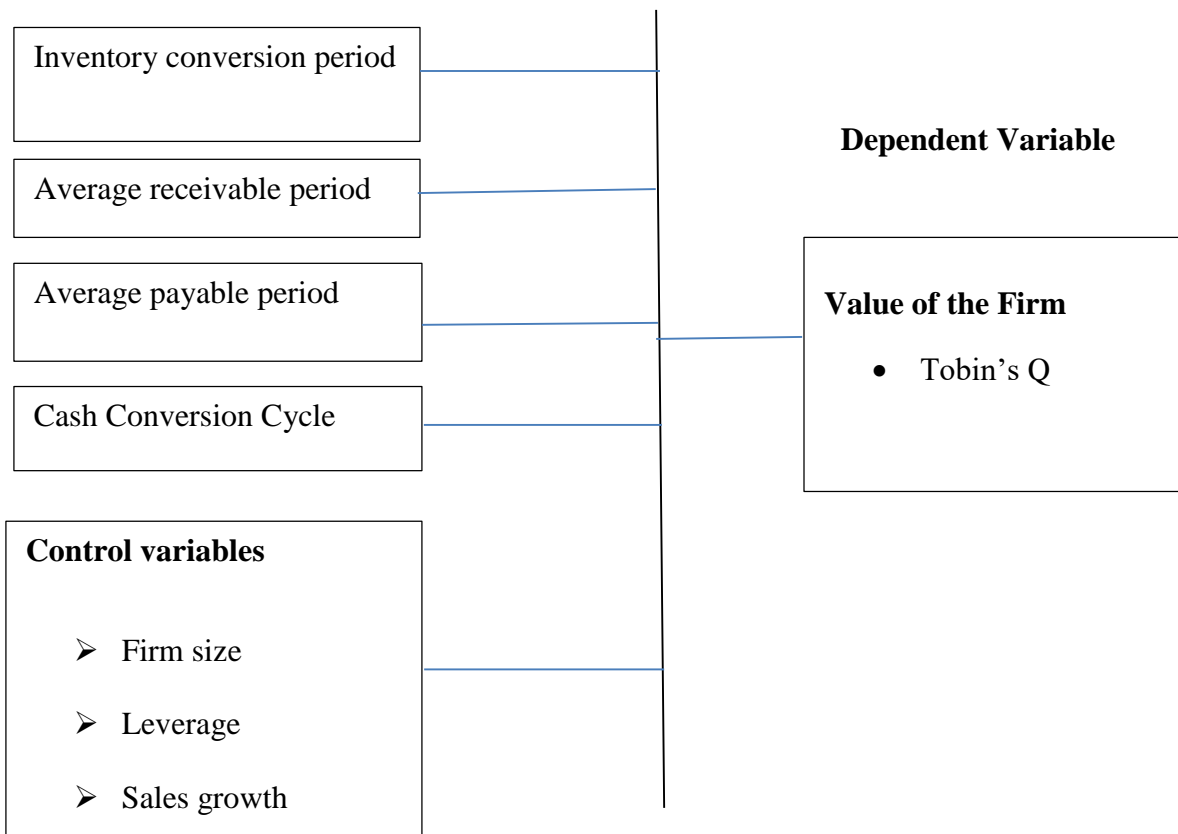 Inventory conversion period
Average receivable period
Average payable period
Cash Conversion Cycle
Control variables
➢ Firm size
➢ Leverage
➢ Sales growth
Dependent Variable
Value of the Firm
• Tobin’s Q